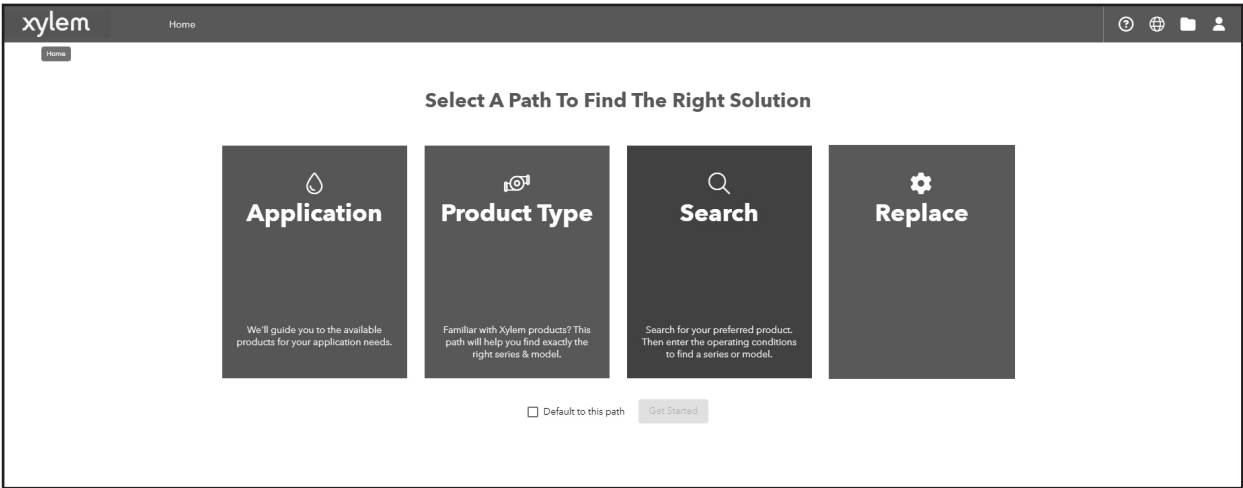 xylem
Home
Home
Select A Path To Find The Right Solution
Application
We'll guide you to the available
products for your application needs.
Product Type
Familiar with Xylem products? This
path will help you find exactly the
right series & model.
Search
Search for your preferred product.
Then enter the operating conditions
to find a series or model.
Replace
Default to this path
Get Started